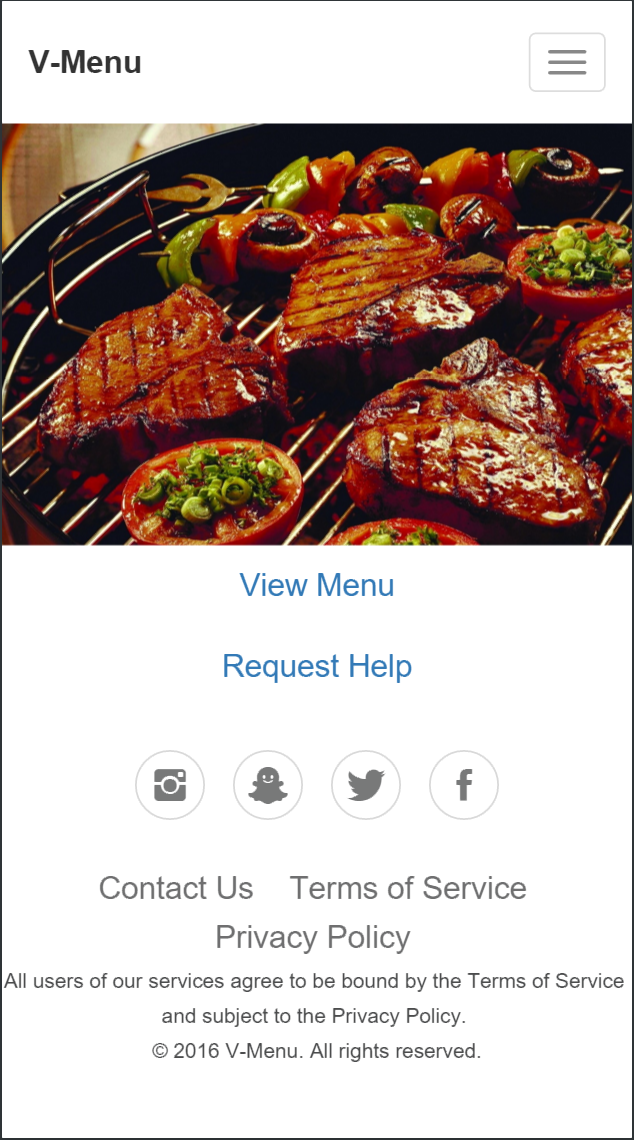 V-Menu
View Menu
Request Help
Contact Us Terms of Service
Privacy Policy
All users of our services agree to be bound by the Terms of Service
and subject to the Privacy Policy.
© 2016 V-Menu. All rights reserved.